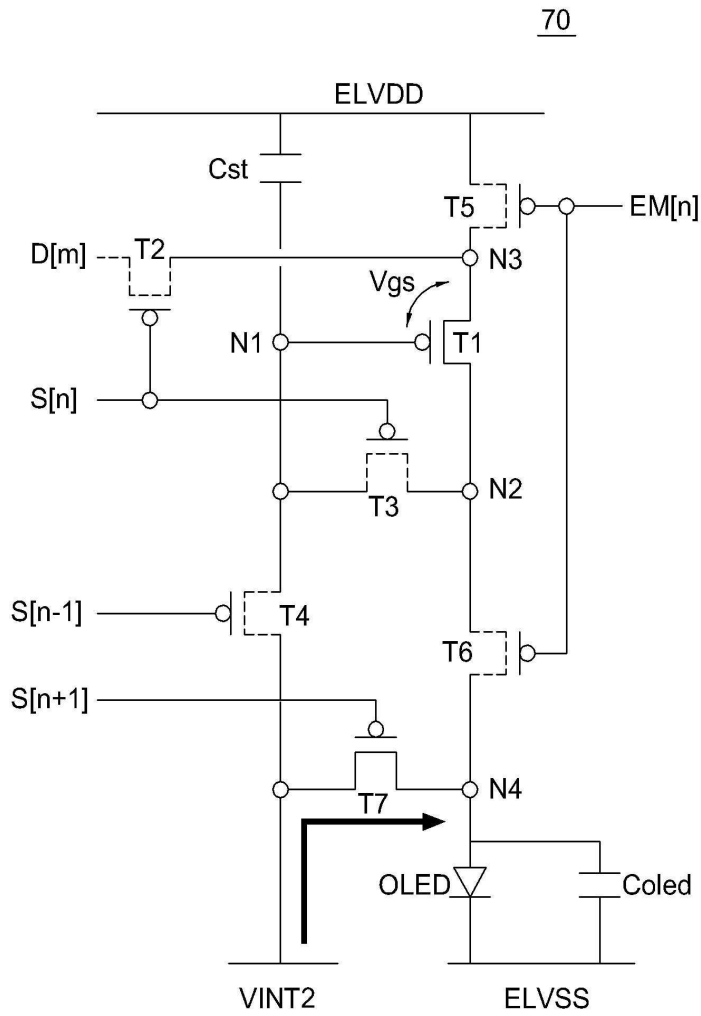 70
ELVDD
Cst
T5
EM[n]
D[m]
T2
N3
Vgs
N1
T1
S[n]
T3
N2
S[n-1]
T4
T6
S[n+1]
T7
N4
OLED
Coled
VINT2
ELVSS